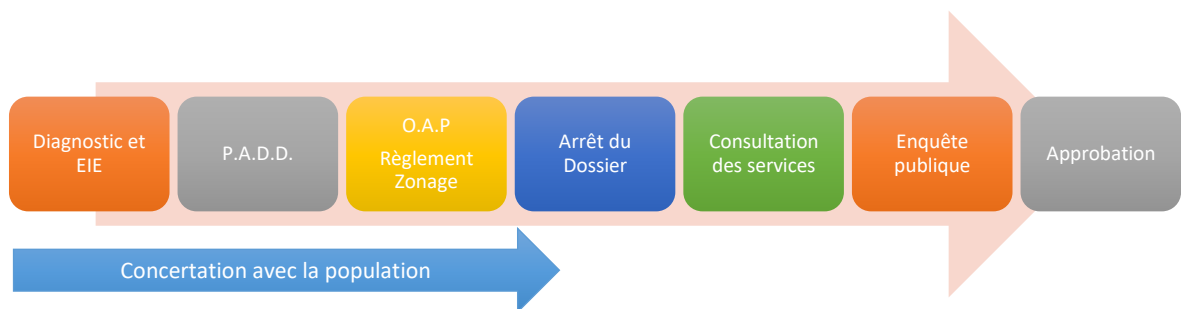 Diagnostic et
EIE
P.A.D.D.
O.A.P
Règlement
Zonage
Arrêt du
Dossier
Consultation
des services
Enquête
publique
Approbation
Concertation avec la population